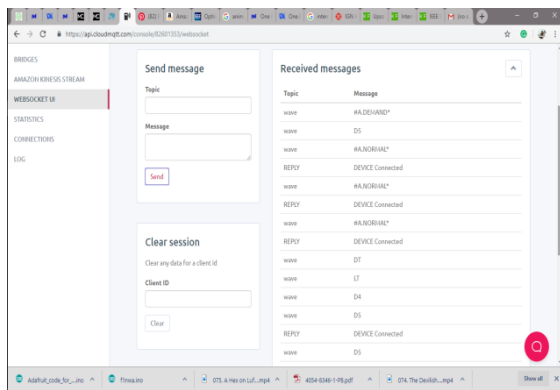 https://api.cloudmqtt.com/console/82601353/websocket
BRIDGES
AMAZON KINESIS STREAM
WEBSOCKET UI
STATISTICS
CONNECTIONS
LOG
Send message
Topic
Message
Send
Clear session
Clear any data for a client id
Client ID
Clear
Received messages
Topic Message
wave #A.DEMAND*
wave D5
wave #A.NORMAL*
REPLY DEVICE Connected
wave #A.NORMAL*
REPLY DEVICE Connected
wave #A.NORMAL*
REPLY DEVICE Connected
wave DT
wave LT
wave D4
wave D5
REPLY DEVICE Connected
wave D5
Adafruit_code_for_...ino
073. A Hex on Luf...mp4
4054-8346-1-PB.pdf
074. The Devilish...mp4
Show all